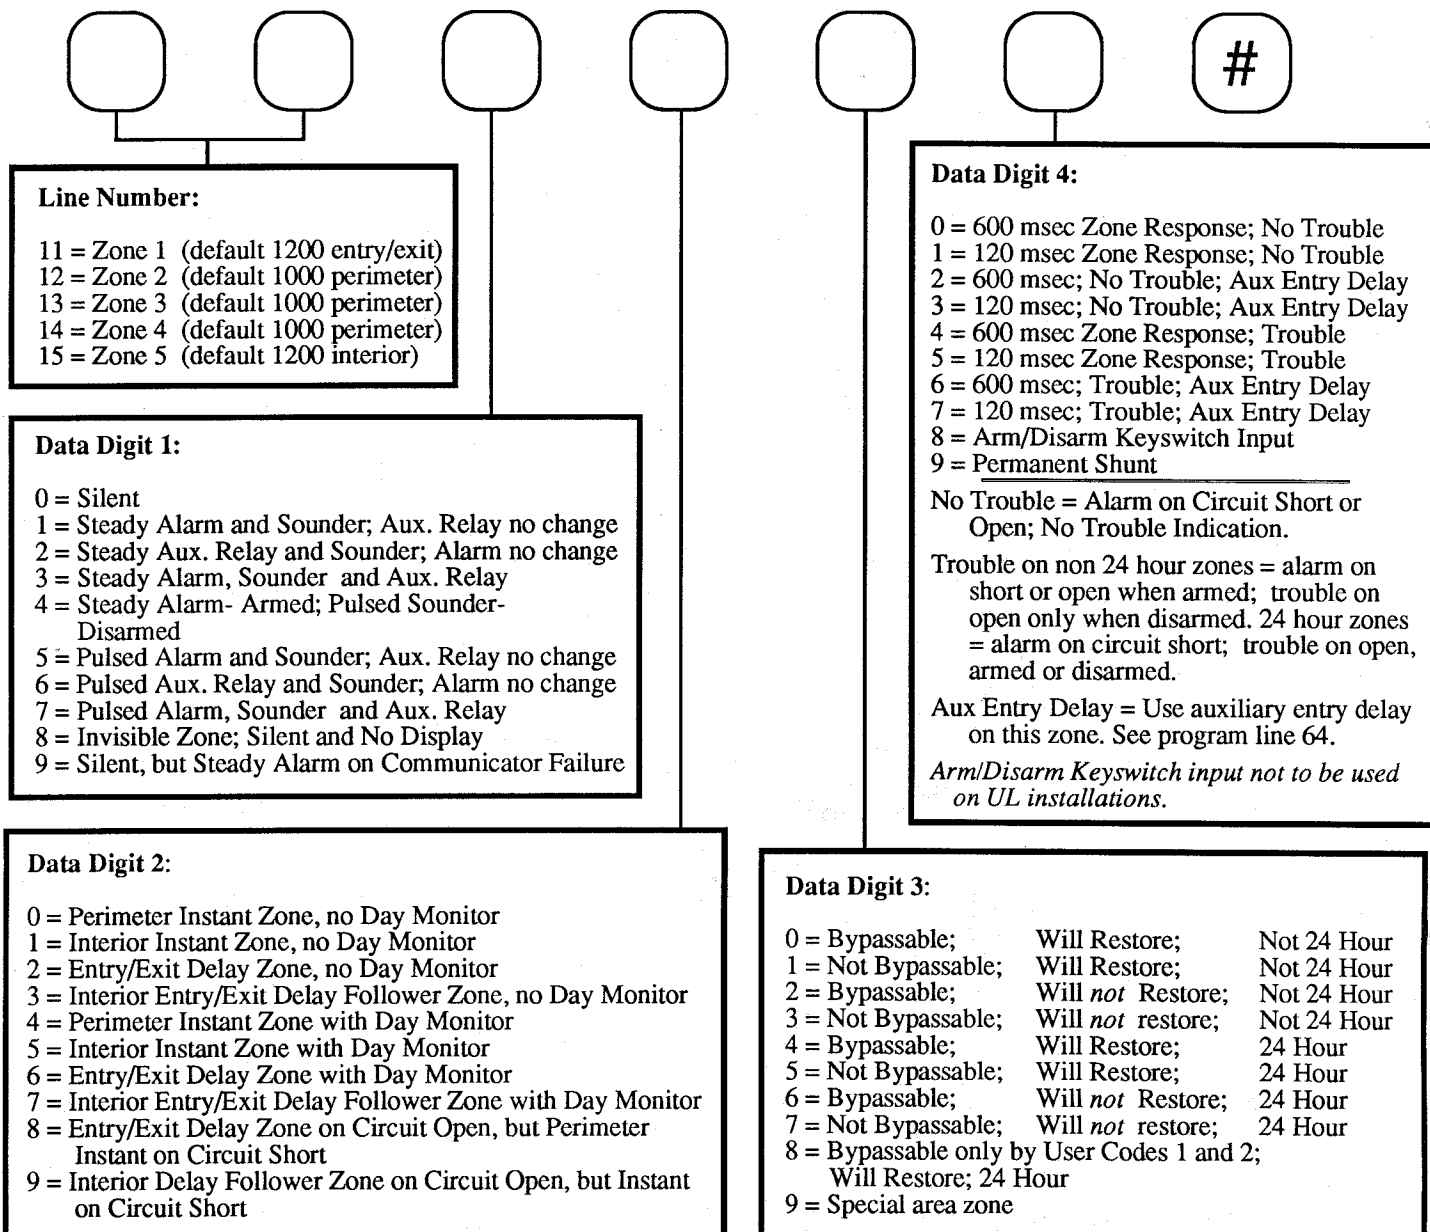 #
Line Number:
11 = Zone 1 (default 1200 entry/exit)
12 = Zone 2 (default 1000 perimeter)
13 = Zone 3 (default 1000 perimeter)
14 = Zone 4 (default 1000 perimeter)
15 = Zone 5 (default 1200 interior)
Data Digit 1:
0 = Silent
1 = Steady Alarm and Sounder; Aux. Relay no change
2 = Steady Aux. Relay and Sounder; Alarm no change
3 = Steady Alarm, Sounder and Aux. Relay
4 = Steady Alarm- Armed; Pulsed Sounder-
Disarmed
5 = Pulsed Alarm and Sounder; Aux. Relay no change
6 = Pulsed Aux. Relay and Sounder; Alarm no change
7 = Pulsed Alarm, Sounder and Aux. Relay
8 = Invisible Zone; Silent and No Display
9 = Silent, but Steady Alarm on Communicator Failure
Data Digit 2:
0 = Perimeter Instant Zone, no Day Monitor
1 = Interior Instant Zone, no Day Monitor
2 = Entry/Exit Delay Zone, no Day Monitor
3 = Interior Entry/Exit Delay Follower Zone, no Day Monitor
4 = Perimeter Instant Zone with Day Monitor
5 = Interior Instant Zone with Day Monitor
6 = Entry/Exit Delay Zone with Day Monitor
7 = Interior Entry/Exit Delay Follower Zone with Day Monitor
8 = Entry/Exit Delay Zone on Circuit Open, but Perimeter
Instant on Circuit Short
9 = Interior Delay Follower Zone on Circuit Open, but Instant
on Circuit Short
Data Digit 3:
0 = Bypassable; Will Restore; Not 24 Hour
1 = Not Bypassable; Will Restore; Not 24 Hour
2 = Bypassable; Will not Restore; Not 24 Hour
3 = Not Bypassable; Will not restore; Not 24 Hour
4 = Bypassable; Will Restore; 24 Hour
5 = Not Bypassable; Will Restore; 24 Hour
6 = Bypassable; Will not Restore; 24 Hour
7 = Not Bypassable; Will not restore; 24 Hour
8 = Bypassable only by User Codes 1 and 2;
Will Restore; 24 Hour
9 = Special area zone
Data Digit 4:
0 = 600 msec Zone Response; No Trouble
1 = 120 msec Zone Response; No Trouble
2 = 600 msec; No Trouble; Aux Entry Delay
3 = 120 msec; No Trouble; Aux Entry Delay
4 = 600 msec Zone Response; Trouble
5 = 120 msec Zone Response; Trouble
6 = 600 msec; Trouble; Aux Entry Delay
7 = 120 msec; Trouble; Aux Entry Delay
8 = Arm/Disarm Keyswitch Input
9 = Permanent Shunt
No Trouble = Alarm on Circuit Short or
Open; No Trouble Indication.
Trouble on non 24 hour zones = alarm on
short or open when armed; trouble on
open only when disarmed. 24 hour zones
= alarm on circuit short; trouble on open,
armed or disarmed.
Aux Entry Delay = Use auxiliary entry delay
on this zone. See program line 64.
Arm/Disarm Keyswitch input not to be used
on UL installations.